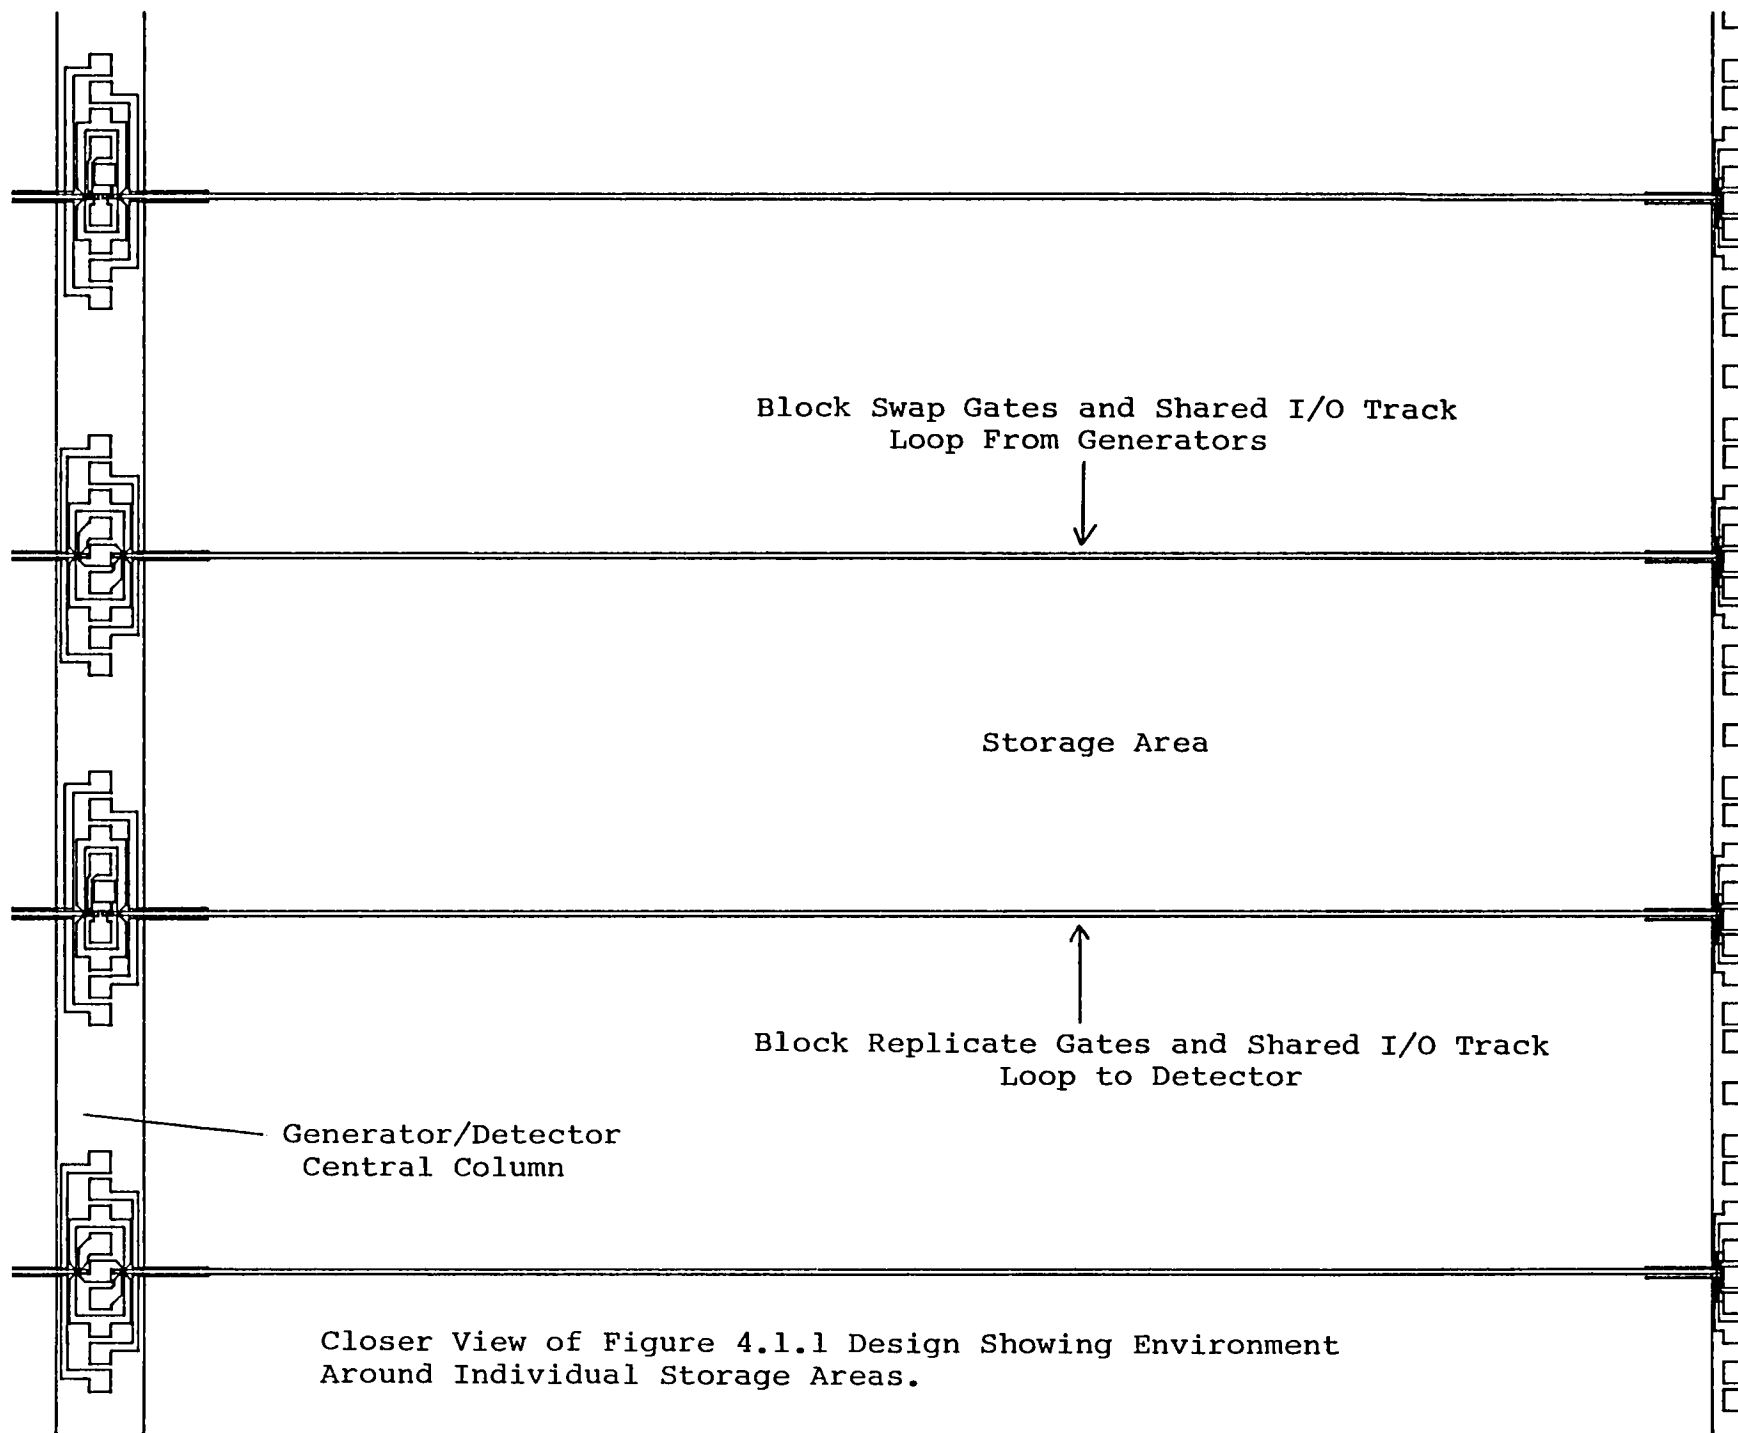 Block Swap Gates and Shared I/O Track
Loop From Generators
Storage Area
Block Replicate Gates and Shared I/O Track
Loop to Detector
Generator/Detector
Central Column
Closer View of Figure 4.1.1 Design Showing Environment
Around Individual Storage Areas.